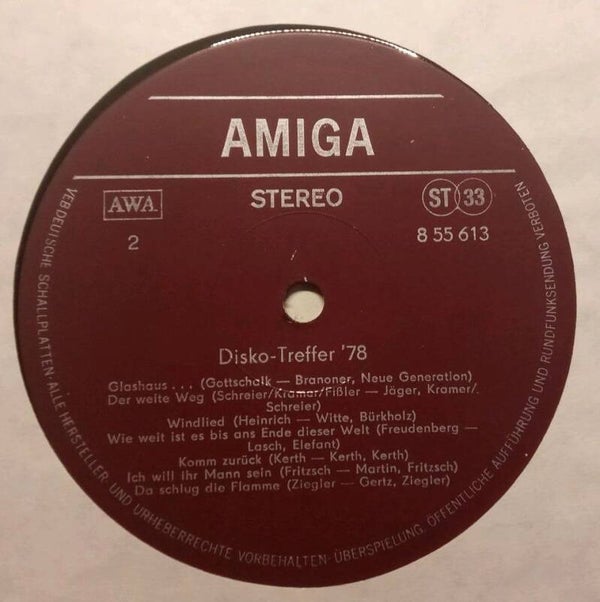 AMIGA
AWA
STEREO
ST 33
2
8 55 613
Disko-Treffer '78
Glashaus . . . (Gottschalk — Branoner, Neue Generation)
Der weite Weg (Schreier/Kramer/Fißler — Jäger, Kramer/.
Schreier)
Windlied (Heinrich — Witte, Bürkholz)
Wie weit ist es bis ans Ende dieser Welt (Freudenberg —
Lasch, Elefant)
Komm zurück (Kerth — Kerth, Kerth)
Ich will ihr Mann sein (Fritzsch — Martin, Fritzsch)
Da schlug die Flamme (Ziegler — Gertz, Ziegler)
VEB DEUTSCHE SCHALLPLATTEN·ALLE HERSTELLER- UND URHEBERRECHTE VORBEHALTEN·ÜBERSPIELUNG, ÖFFENTLICHE AUFFÜHRUNG UND RUNDFUNKSENDUNG VERBOTEN